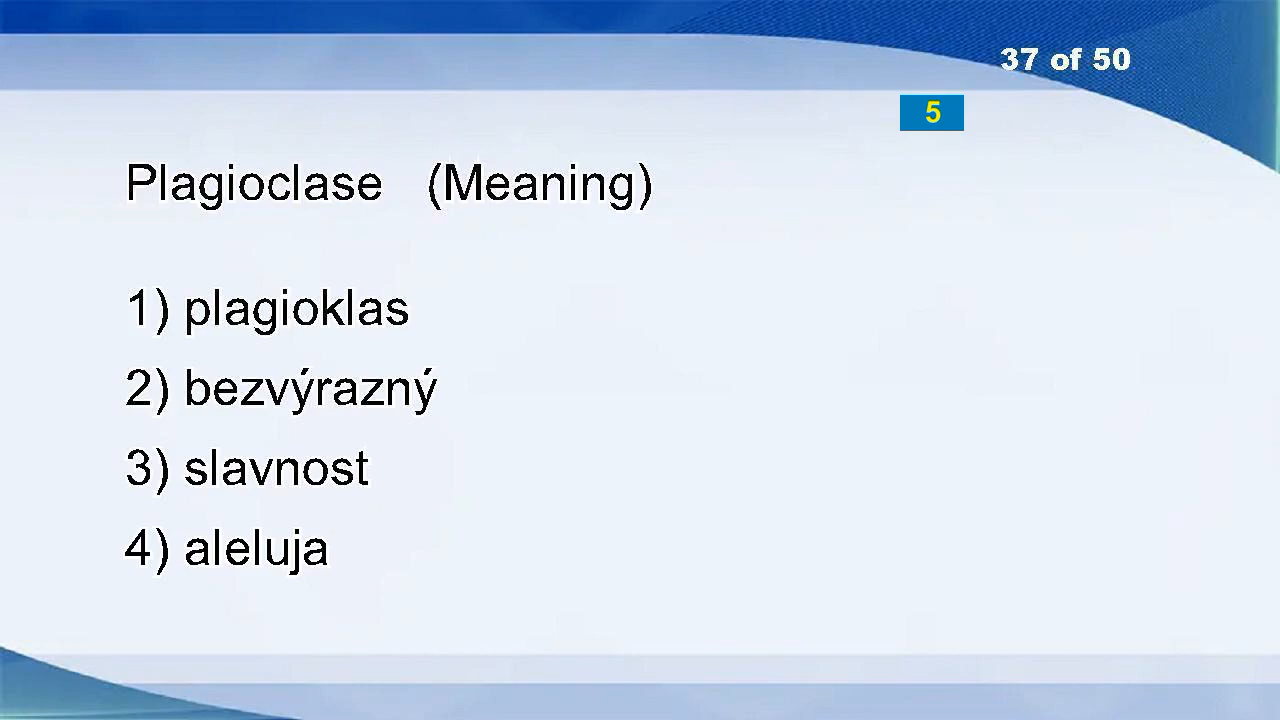 37 of 50
5
Plagioclase (Meaning)
1) plagioklas
2) bezvýrazný
3) slavnost
4) aleluja